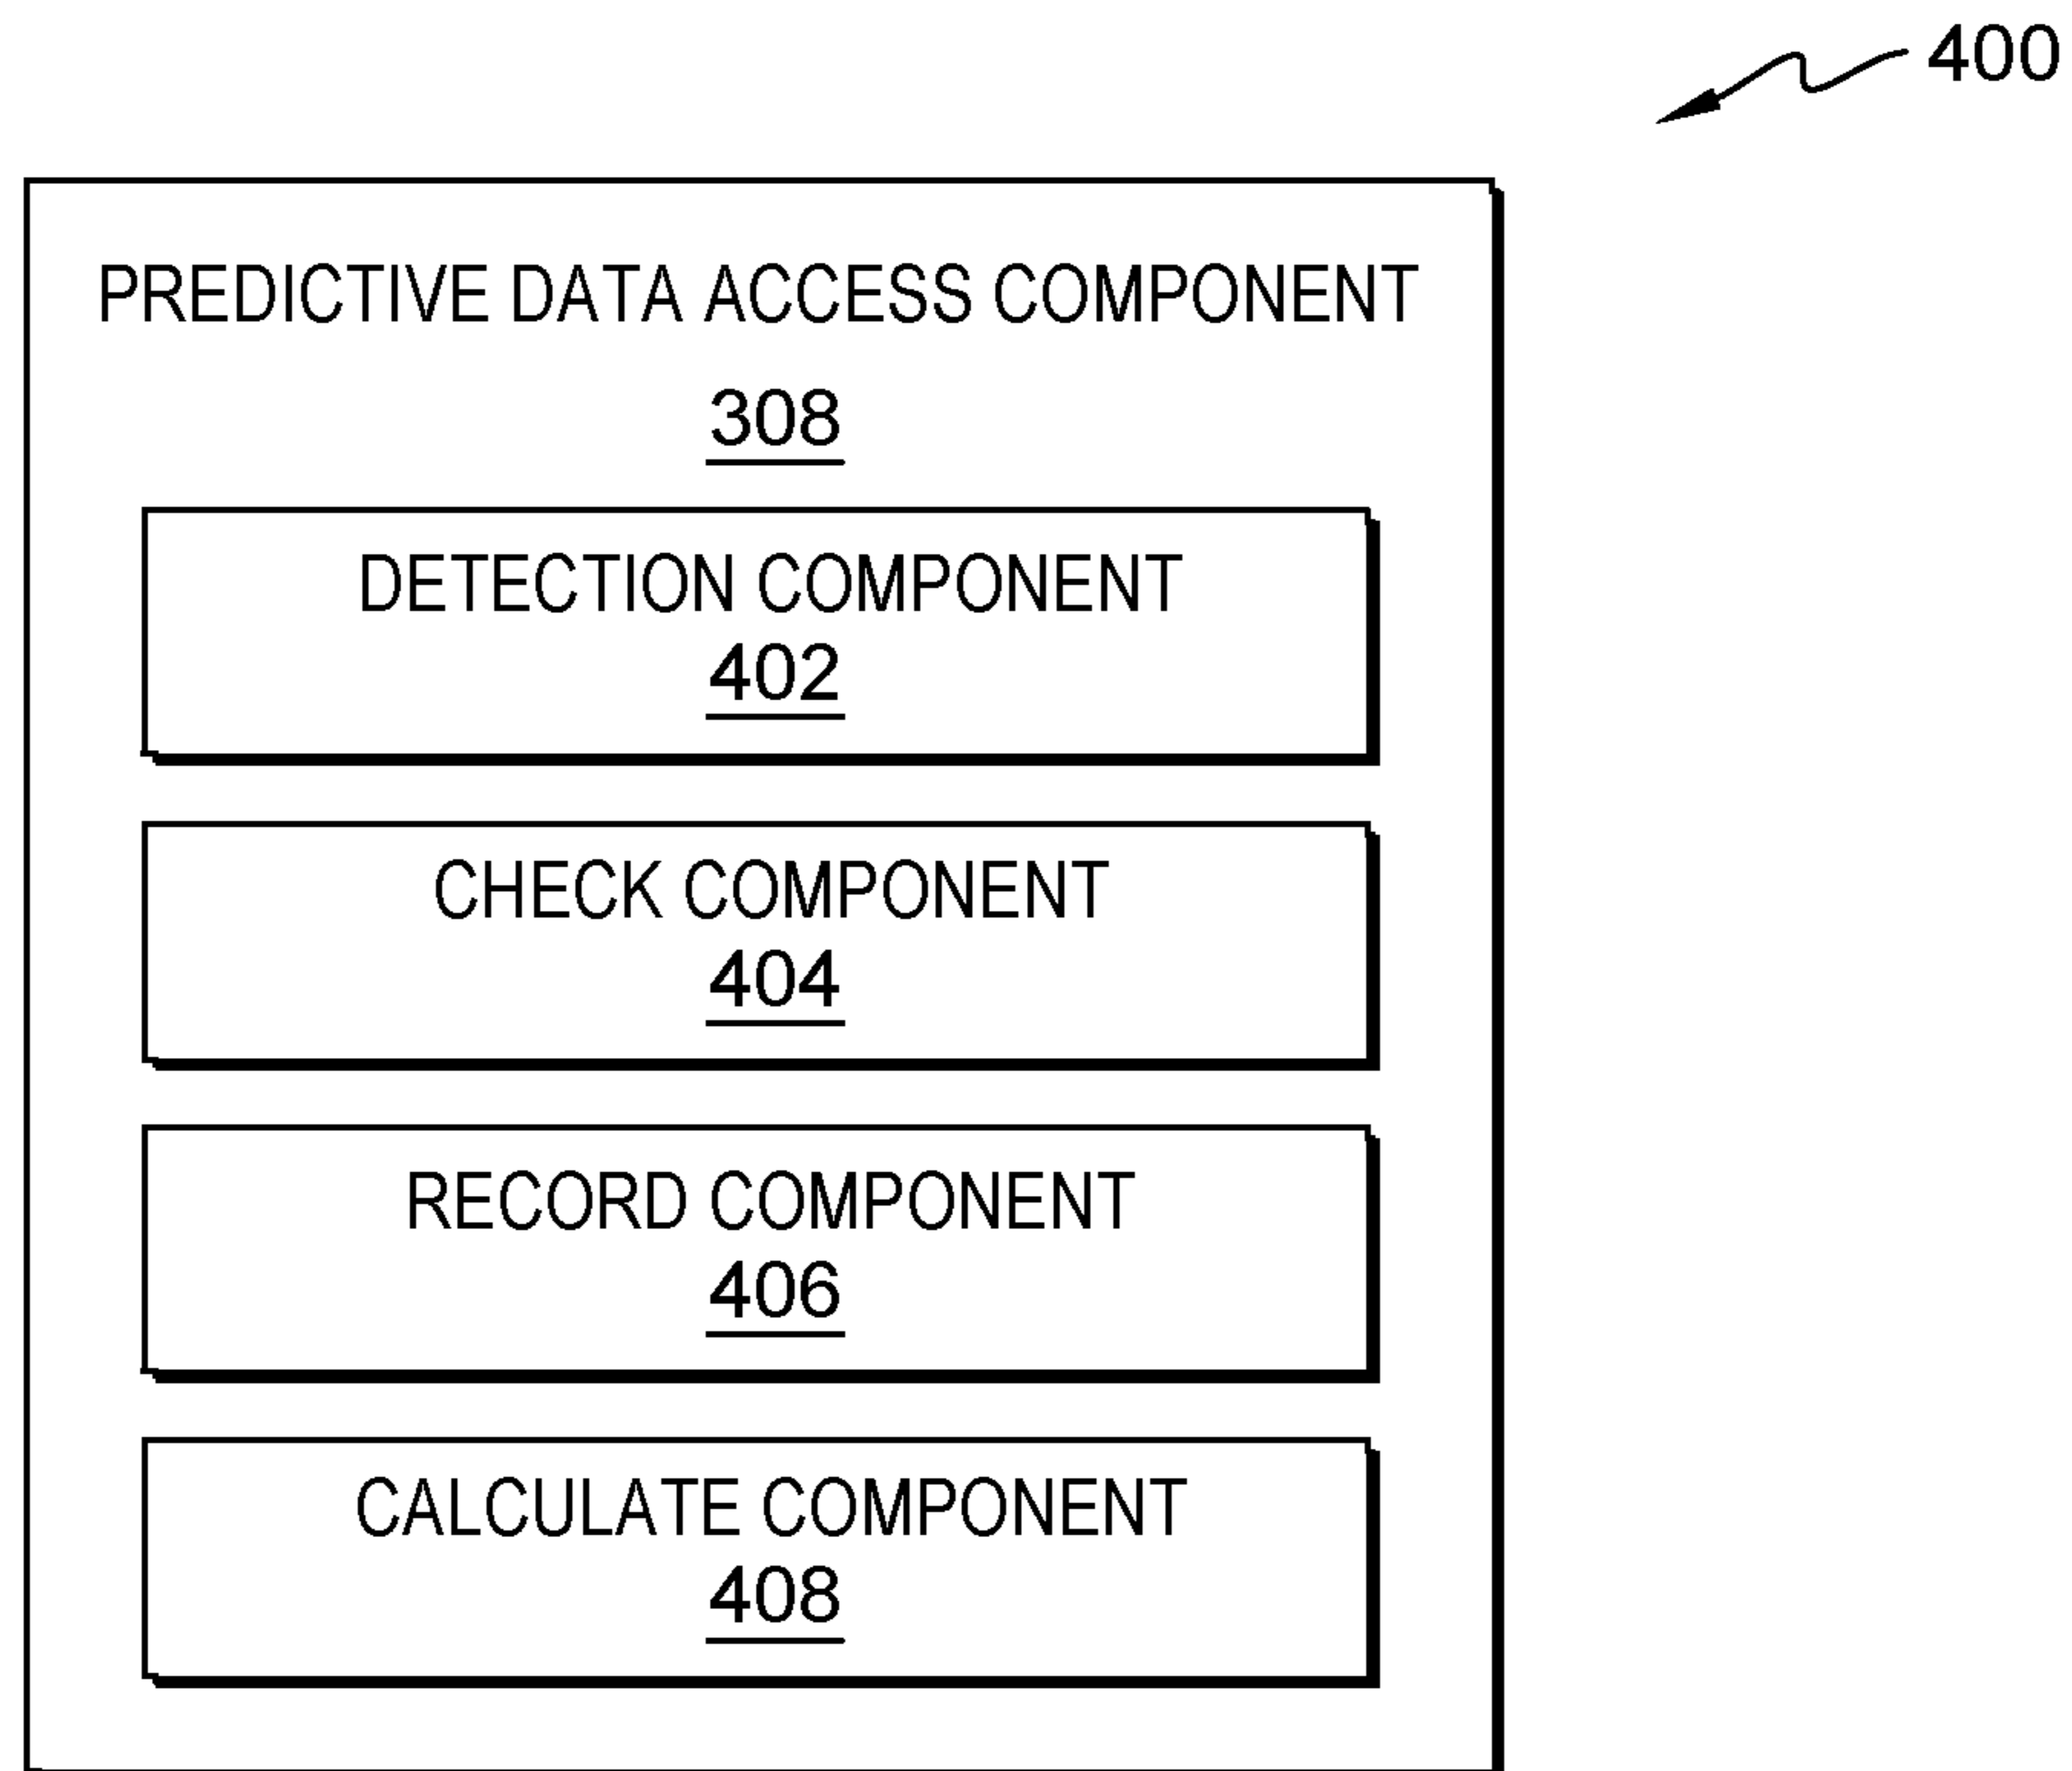 400
PREDICTIVE DATA ACCESS COMPONENT
308
DETECTION COMPONENT
402
CHECK COMPONENT
404
RECORD COMPONENT
406
CALCULATE COMPONENT
408